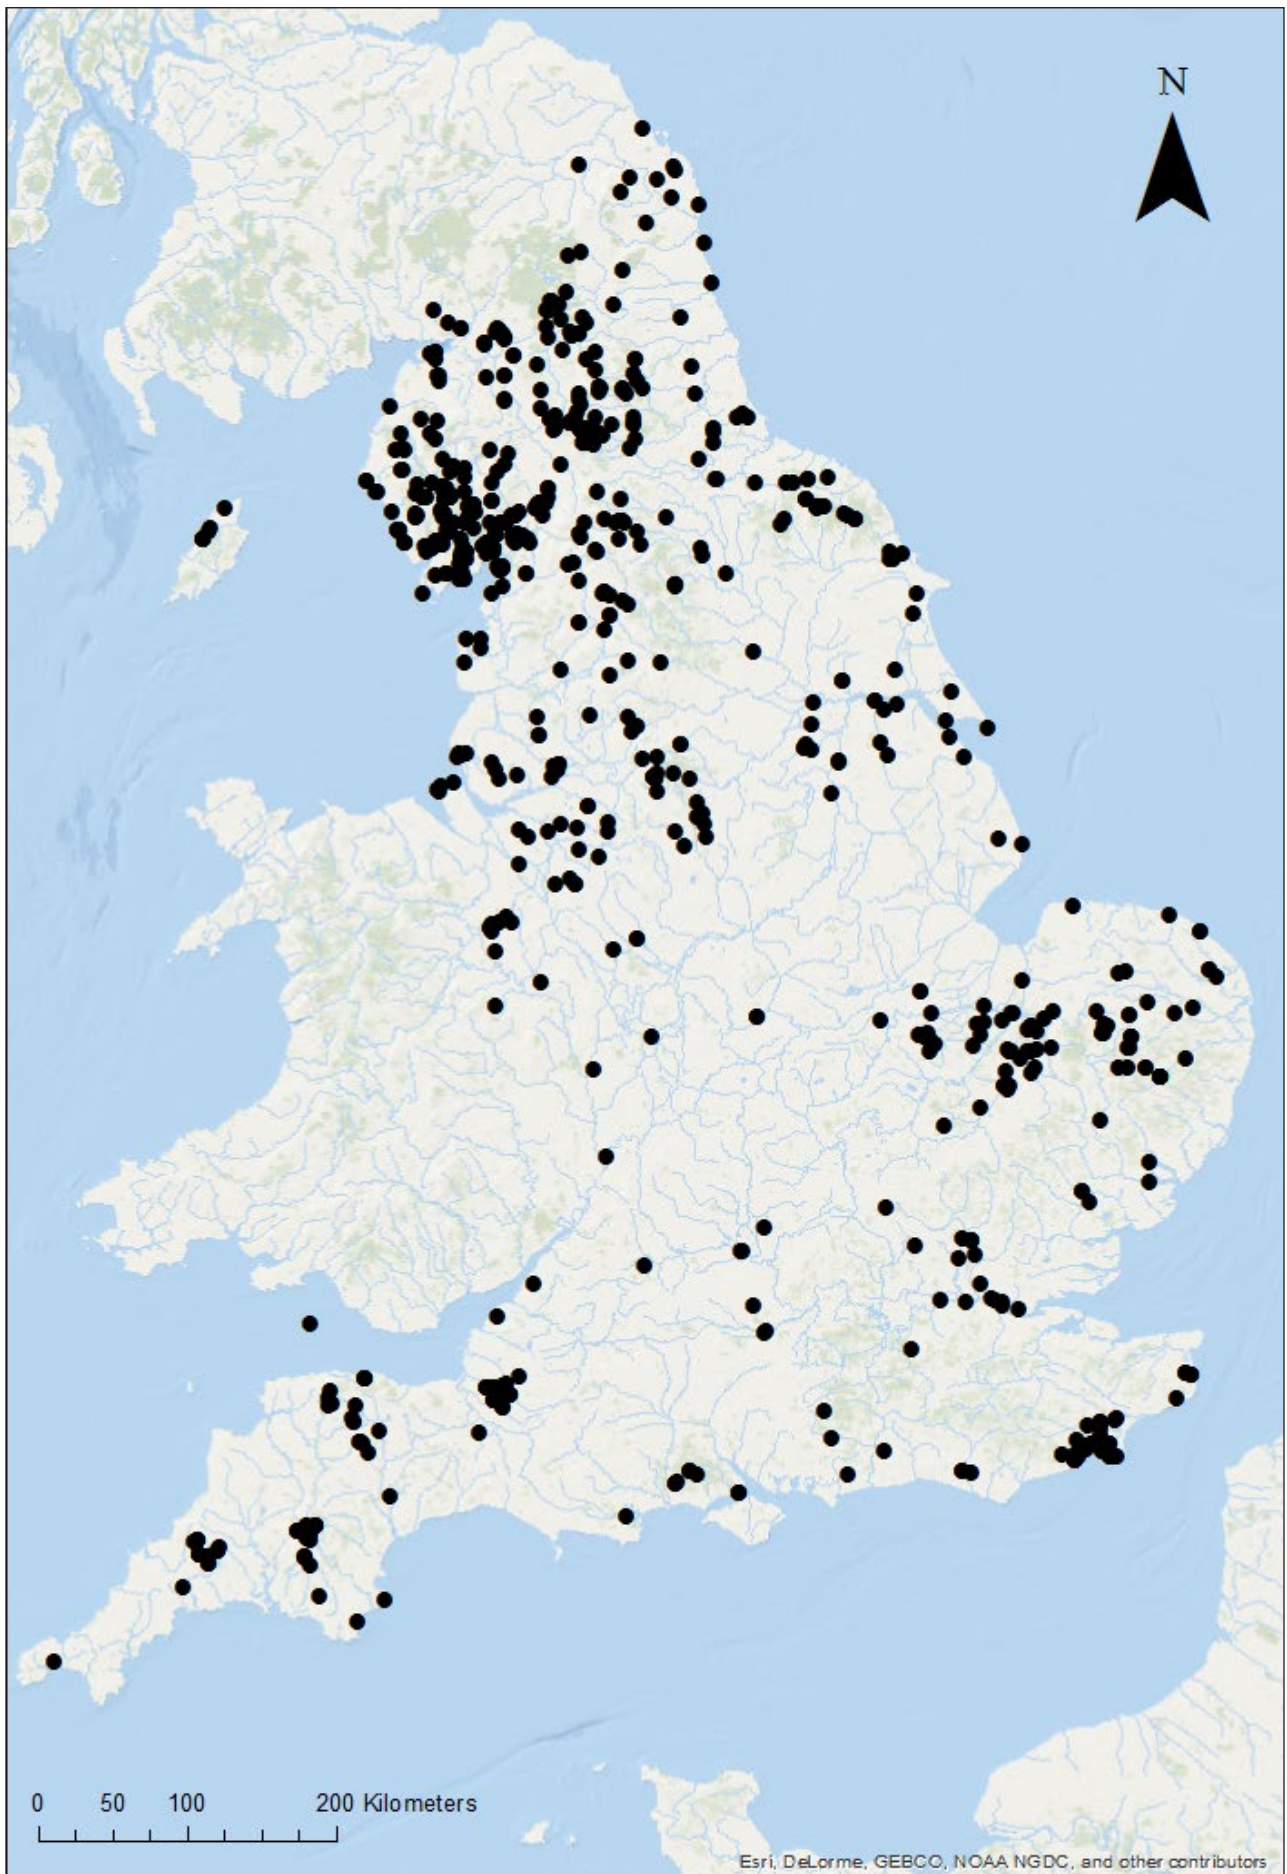 N
0 50 100 200 Kilometers
Esri, DeLorme, GEBCO, NOAA NGDC, and other contributors